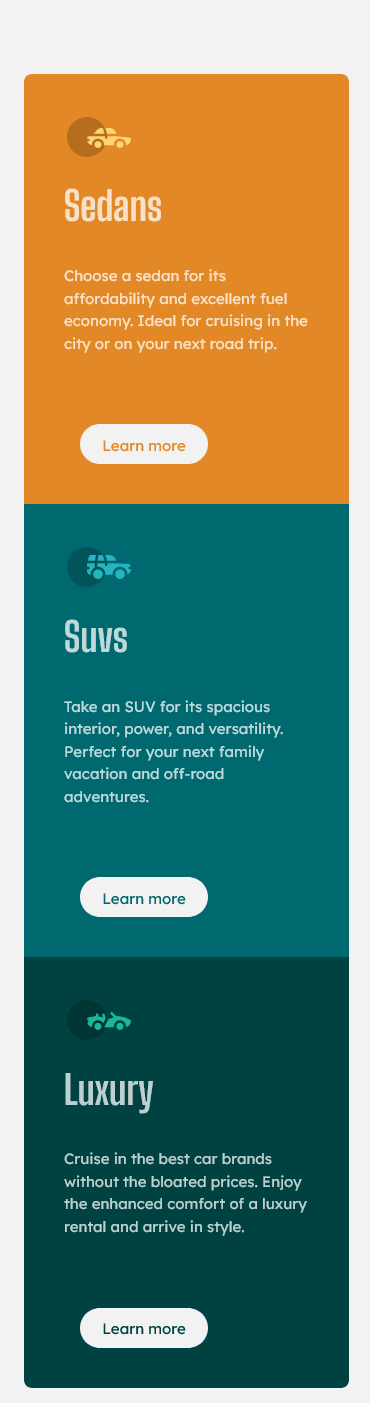 Sedans
Choose a sedan for its
affordability and excellent fuel
economy. Ideal for cruising in the
city or on your next road trip.
Learn more
Suvs
Take an SUV for its spacious
interior, power, and versatility.
Perfect for your next family
vacation and off-road
adventures.
Learn more
Luxury
Cruise in the best car brands
without the bloated prices. Enjoy
the enhanced comfort of a luxury
rental and arrive in style.
Learn more